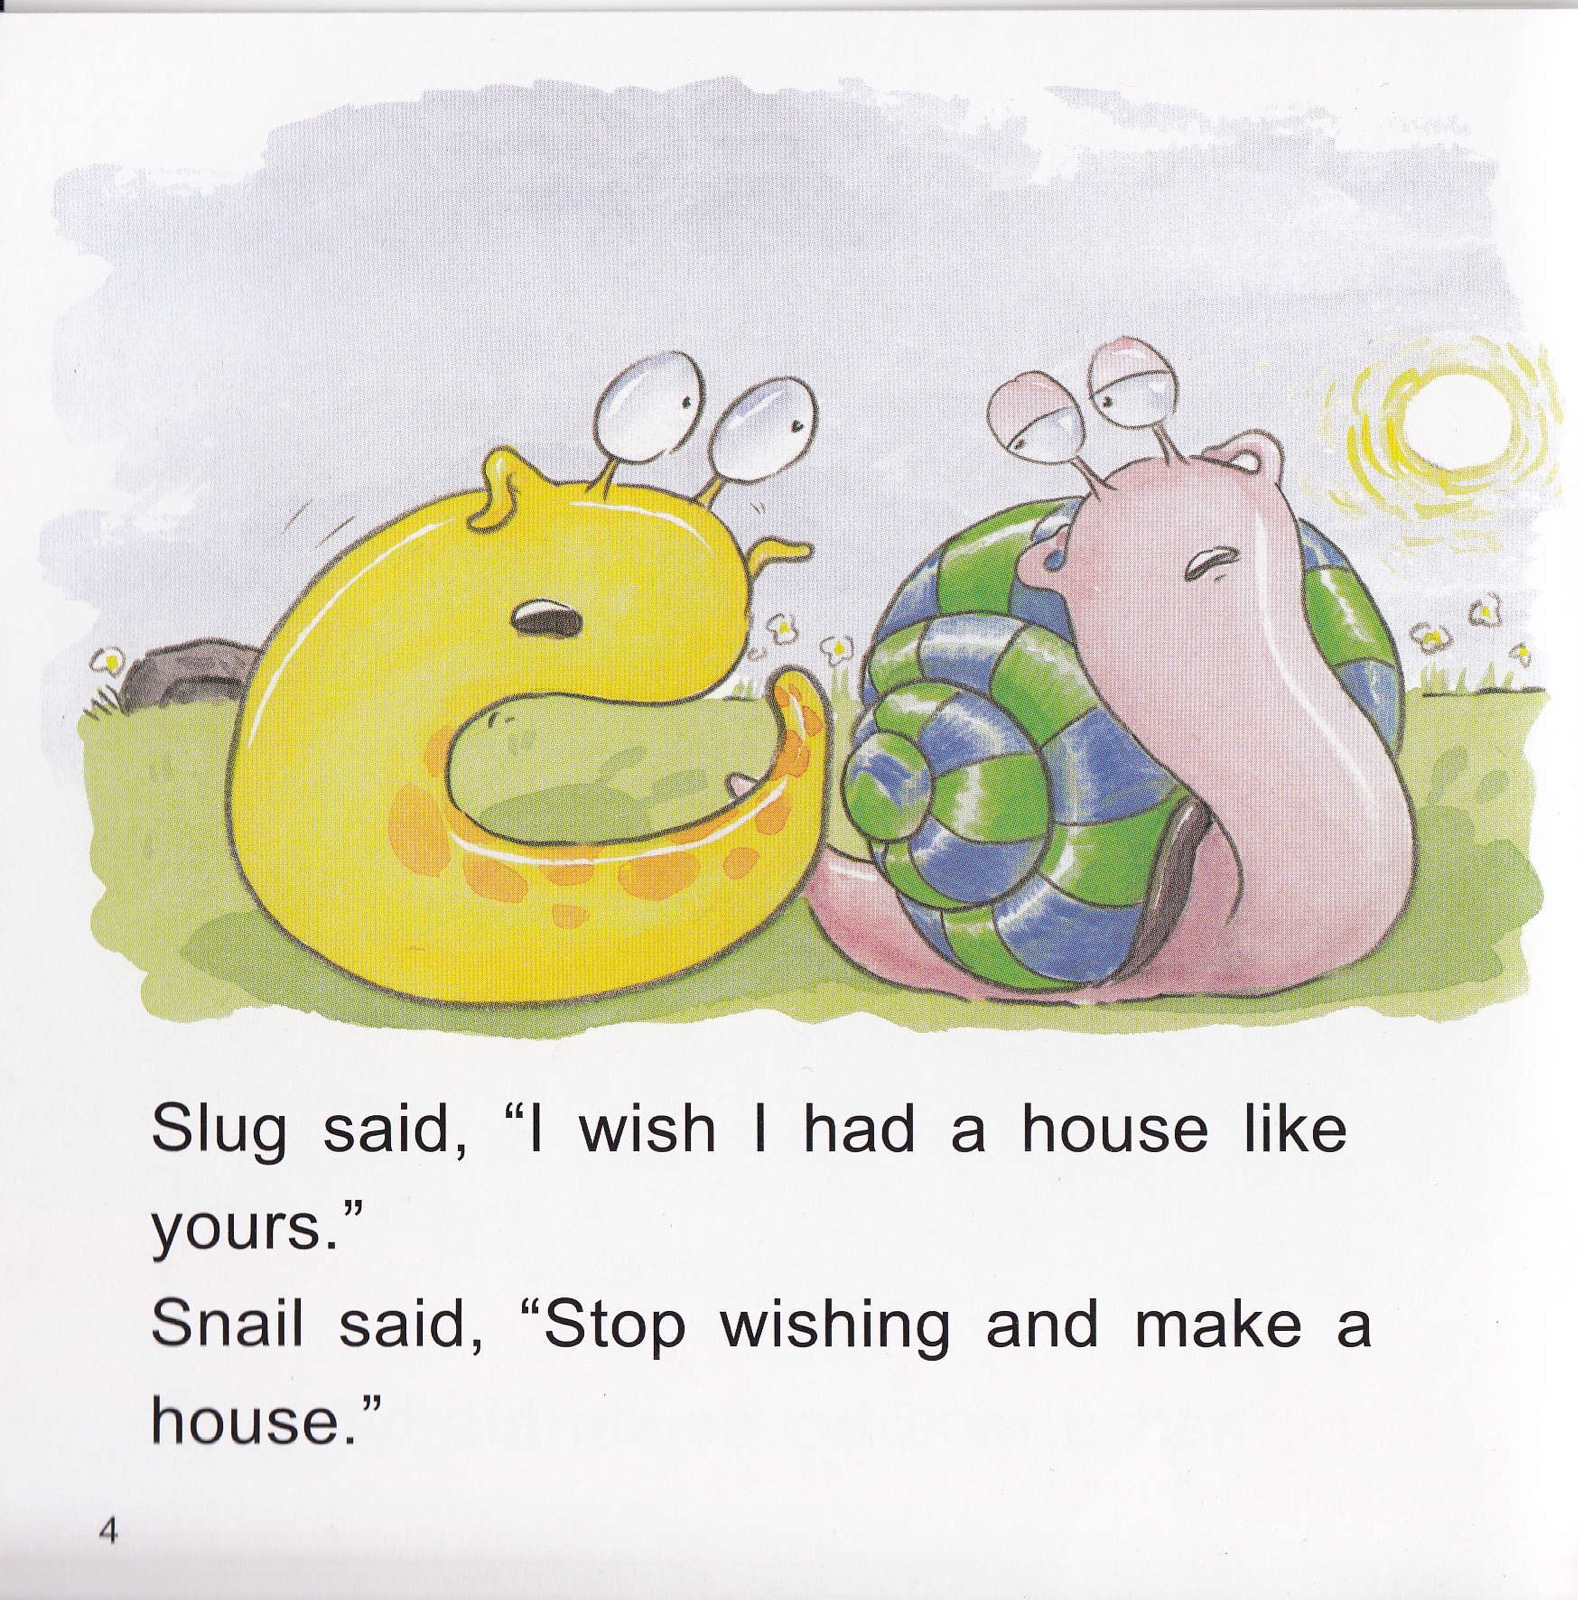 Slug said, “I wish I had a house like
yours.”
Snail said, “Stop wishing and make a
house.”
4